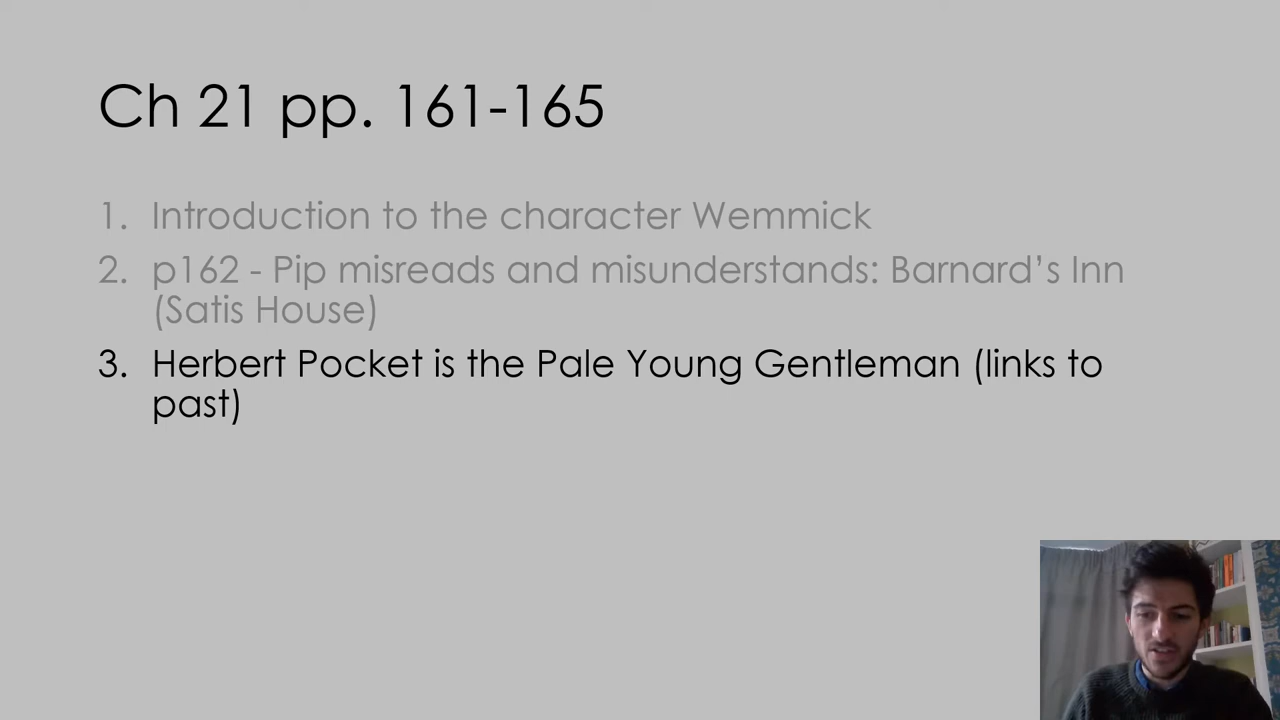 Ch 21 pp. 161-165
1. Introduction to the character Wemmick
2. p162 - Pip misreads and misunderstands: Barnard’s Inn
(Satis House)
3. Herbert Pocket is the Pale Young Gentleman (links to
past)